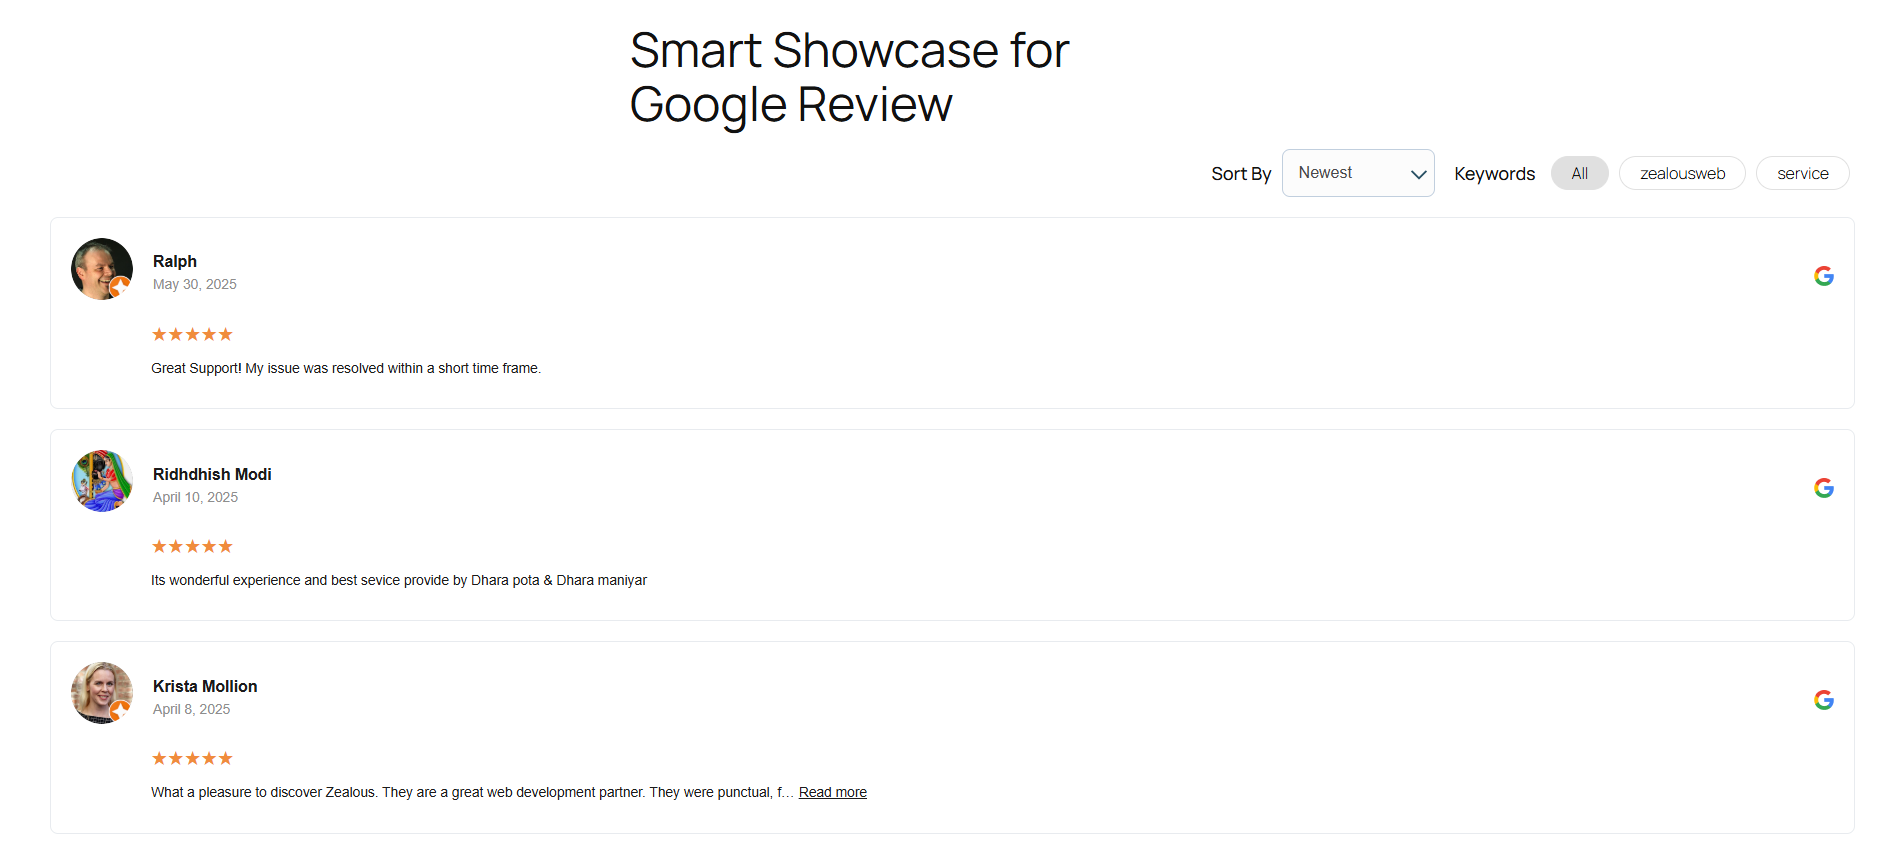 Smart Showcase for
Google Review
Sort By Newest Keywords All zealousweb service
Ralph
May 30, 2025
Great Support! My issue was resolved within a short time frame.
Ridhdhish Modi
April 10, 2025
Its wonderful experience and best sevice provide by Dhara pota & Dhara maniyar
Krista Mollion
April 8, 2025
What a pleasure to discover Zealous. They are a great web development partner. They were punctual, f... Read more